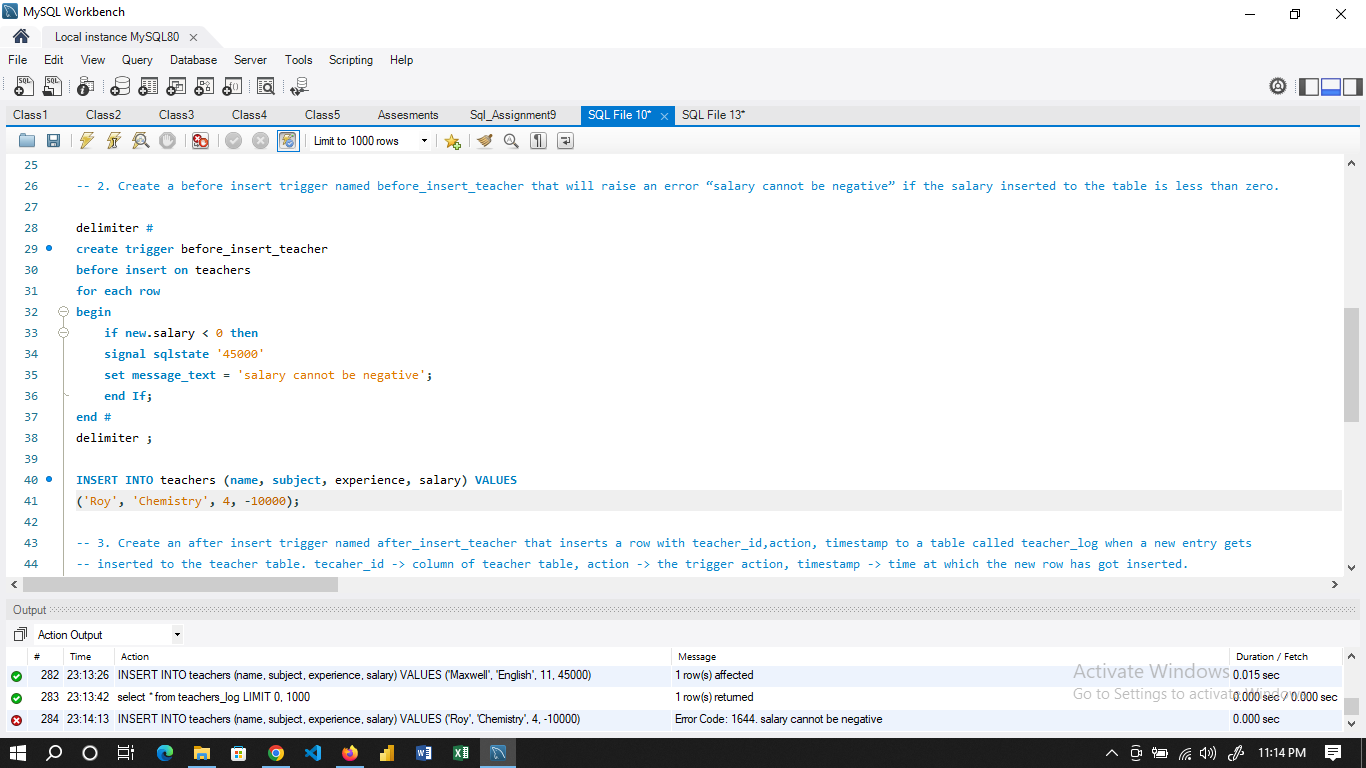 MySQL Workbench
Local instance MySQL80
File Edit View Query Database Server Tools Scripting Help
Class1 Class2 Class3 Class4 Class5 Assesments Sql_Assignment9 SQL File 10* SQL File 13*
Limit to 1000 rows
25
26 -- 2. Create a before insert trigger named before_insert_teacher that will raise an error “salary cannot be negative” if the salary inserted to the table is less than zero.
27
28 delimiter #
29 create trigger before_insert_teacher
30 before insert on teachers
31 for each row
32 begin
33 if new.salary < 0 then
34 signal sqlstate '45000'
35 set message_text = 'salary cannot be negative';
36 end If;
37 end #
38 delimiter ;
39
40 INSERT INTO teachers (name, subject, experience, salary) VALUES
41 ('Roy', 'Chemistry', 4, -10000);
42
43 -- 3. Create an after insert trigger named after_insert_teacher that inserts a row with teacher_id,action, timestamp to a table called teacher_log when a new entry gets
44 -- inserted to the teacher table. tecaher_id -> column of teacher table, action -> the trigger action, timestamp -> time at which the new row has got inserted.
Output
Action Output
# Time Action Message Duration / Fetch
282 23:13:26 INSERT INTO teachers (name, subject, experience, salary) VALUES ('Maxwell', 'English', 11, 45000) 1 row(s) affected 0.015 sec
283 23:13:42 select * from teachers_log LIMIT 0, 1000 1 row(s) returned 0.000 sec / 0.000 sec
284 23:14:13 INSERT INTO teachers (name, subject, experience, salary) VALUES ('Roy', 'Chemistry', 4, -10000) Error Code: 1644. salary cannot be negative 0.000 sec
Activate Windows
Go to Settings to activate Windows.
11:14 PM